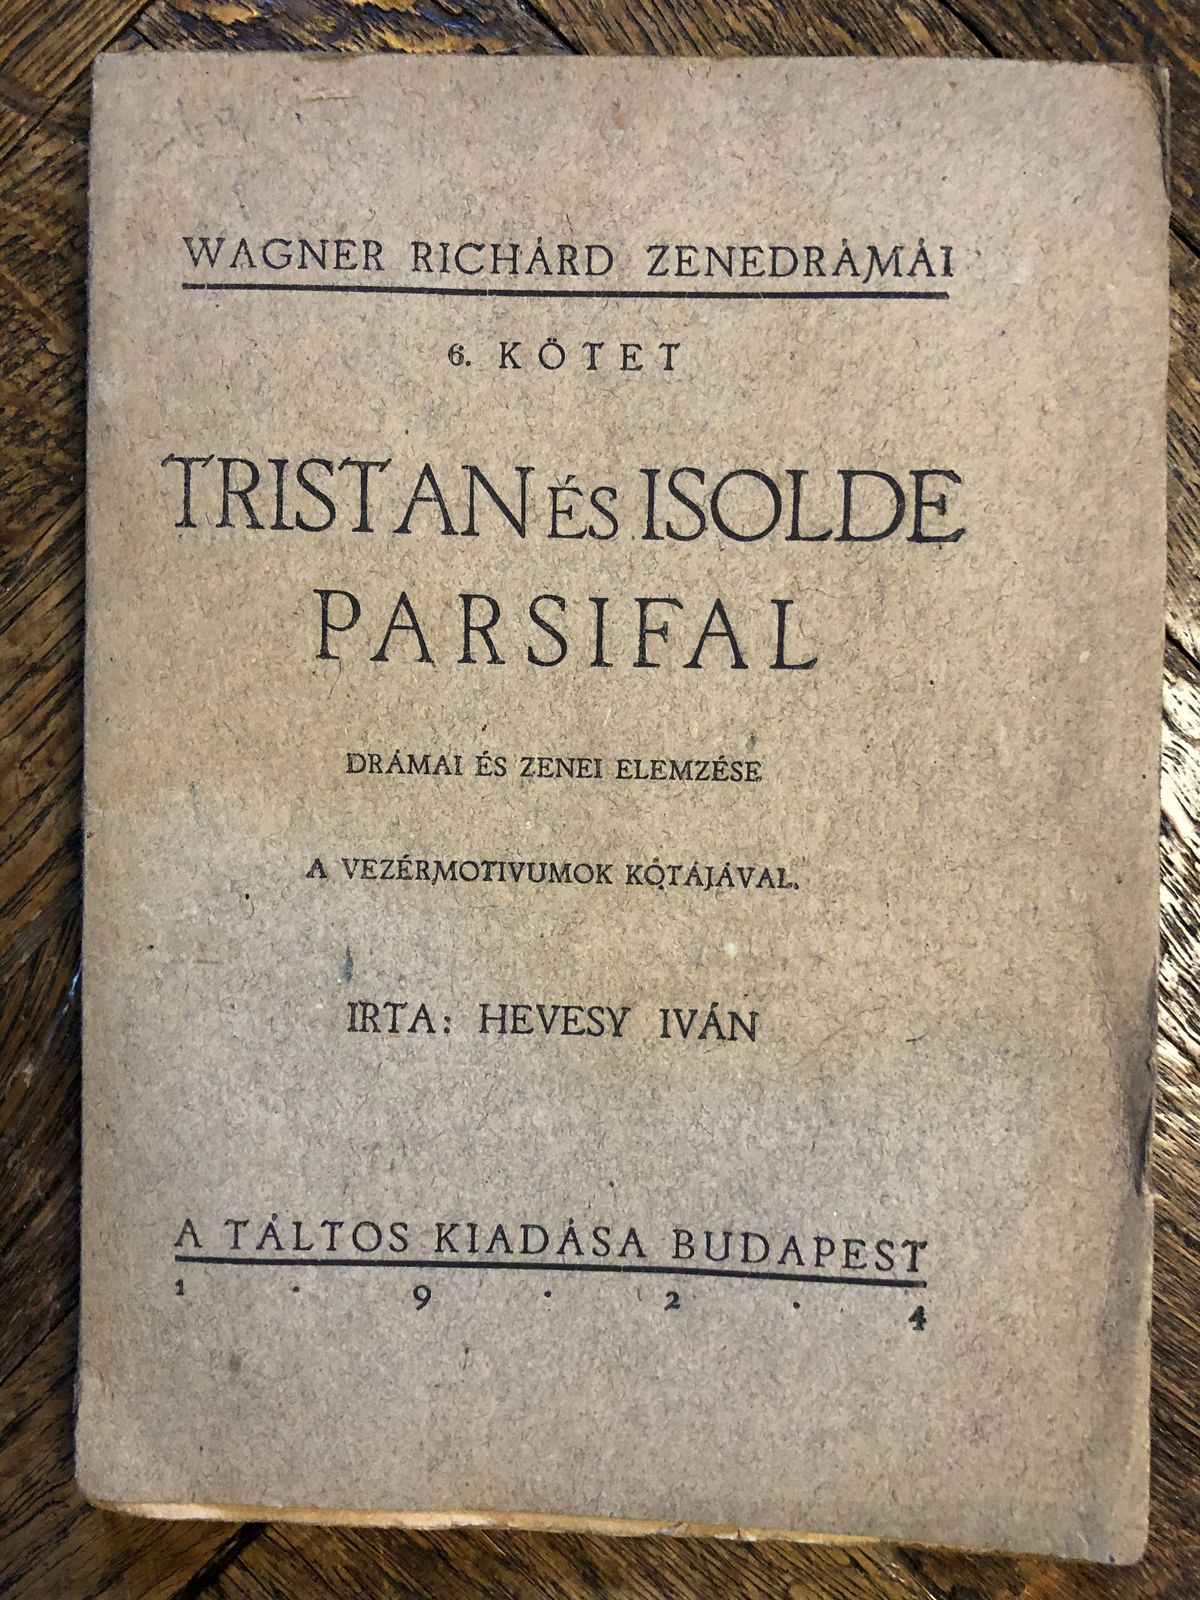 WAGNER RICHÁRD ZENEDRÁMÁI
6. KÖTET
TRISTAN ÉS ISOLDE
PARSIFAL
DRÁMAI ÉS ZENEI ELEMZÉSE
A VEZÉRMOTIVUMOK KÓTÁJÁVAL.
IRTA: HEVESY IVÁN
A TÁLTOS KIADÁSA BUDAPEST
1 · 9 · 2 · 4